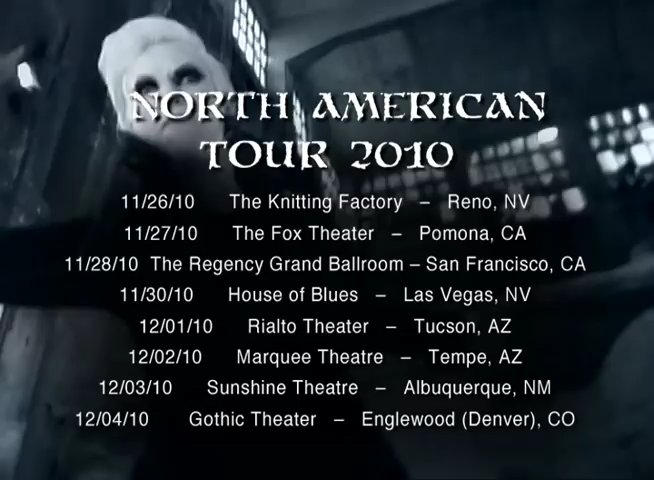 NORTH AMERICAN
TOUR 2010
11/26/10 The Knitting Factory – Reno, NV
11/27/10 The Fox Theater – Pomona, CA
11/28/10 The Regency Grand Ballroom – San Francisco, CA
11/30/10 House of Blues – Las Vegas, NV
12/01/10 Rialto Theater – Tucson, AZ
12/02/10 Marquee Theatre – Tempe, AZ
12/03/10 Sunshine Theatre – Albuquerque, NM
12/04/10 Gothic Theater – Englewood (Denver), CO